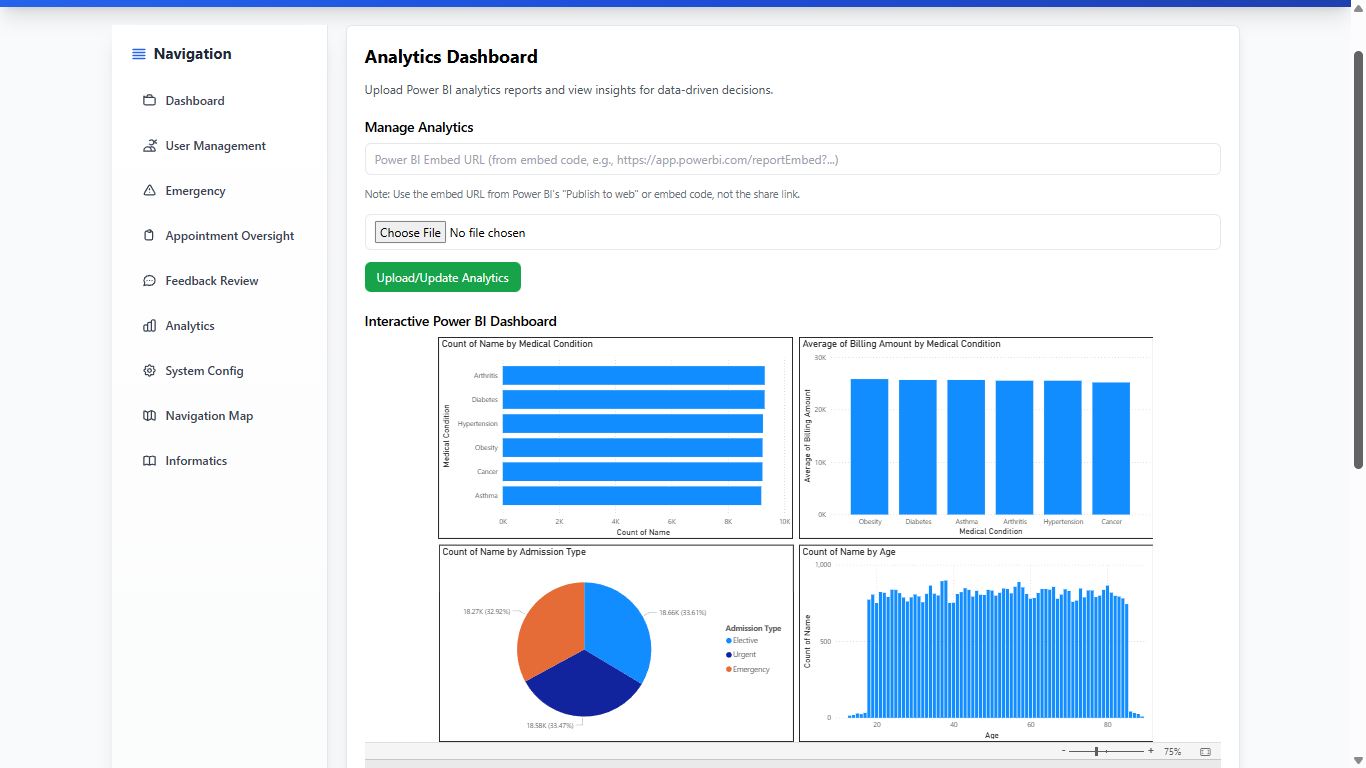 Navigation
Dashboard
User Management
Emergency
Appointment Oversight
Feedback Review
Analytics
System Config
Navigation Map
Informatics
Analytics Dashboard
Upload Power BI analytics reports and view insights for data-driven decisions.
Manage Analytics
Power BI Embed URL (from embed code, e.g., https://app.powerbi.com/reportEmbed?...)
Note: Use the embed URL from Power BI's "Publish to web" or embed code, not the share link.
Choose File No file chosen
Upload/Update Analytics
Interactive Power BI Dashboard
Count of Name by Medical Condition
Medical Condition
Arthritis
Diabetes
Hypertension
Obesity
Cancer
Asthma
0K 2K 4K 6K 8K 10K
Count of Name
Average of Billing Amount by Medical Condition
Average of Billing Amount
30K
20K
10K
0K
Obesity Diabetes Asthma Arthritis Hypertension Cancer
Medical Condition
Count of Name by Admission Type
18.27K (32.92%)
18.66K (33.61%)
18.58K (33.47%)
Admission Type
Elective
Urgent
Emergency
Count of Name by Age
Count of Name
1,000
500
0
20 40 60 80
Age
- + 75%